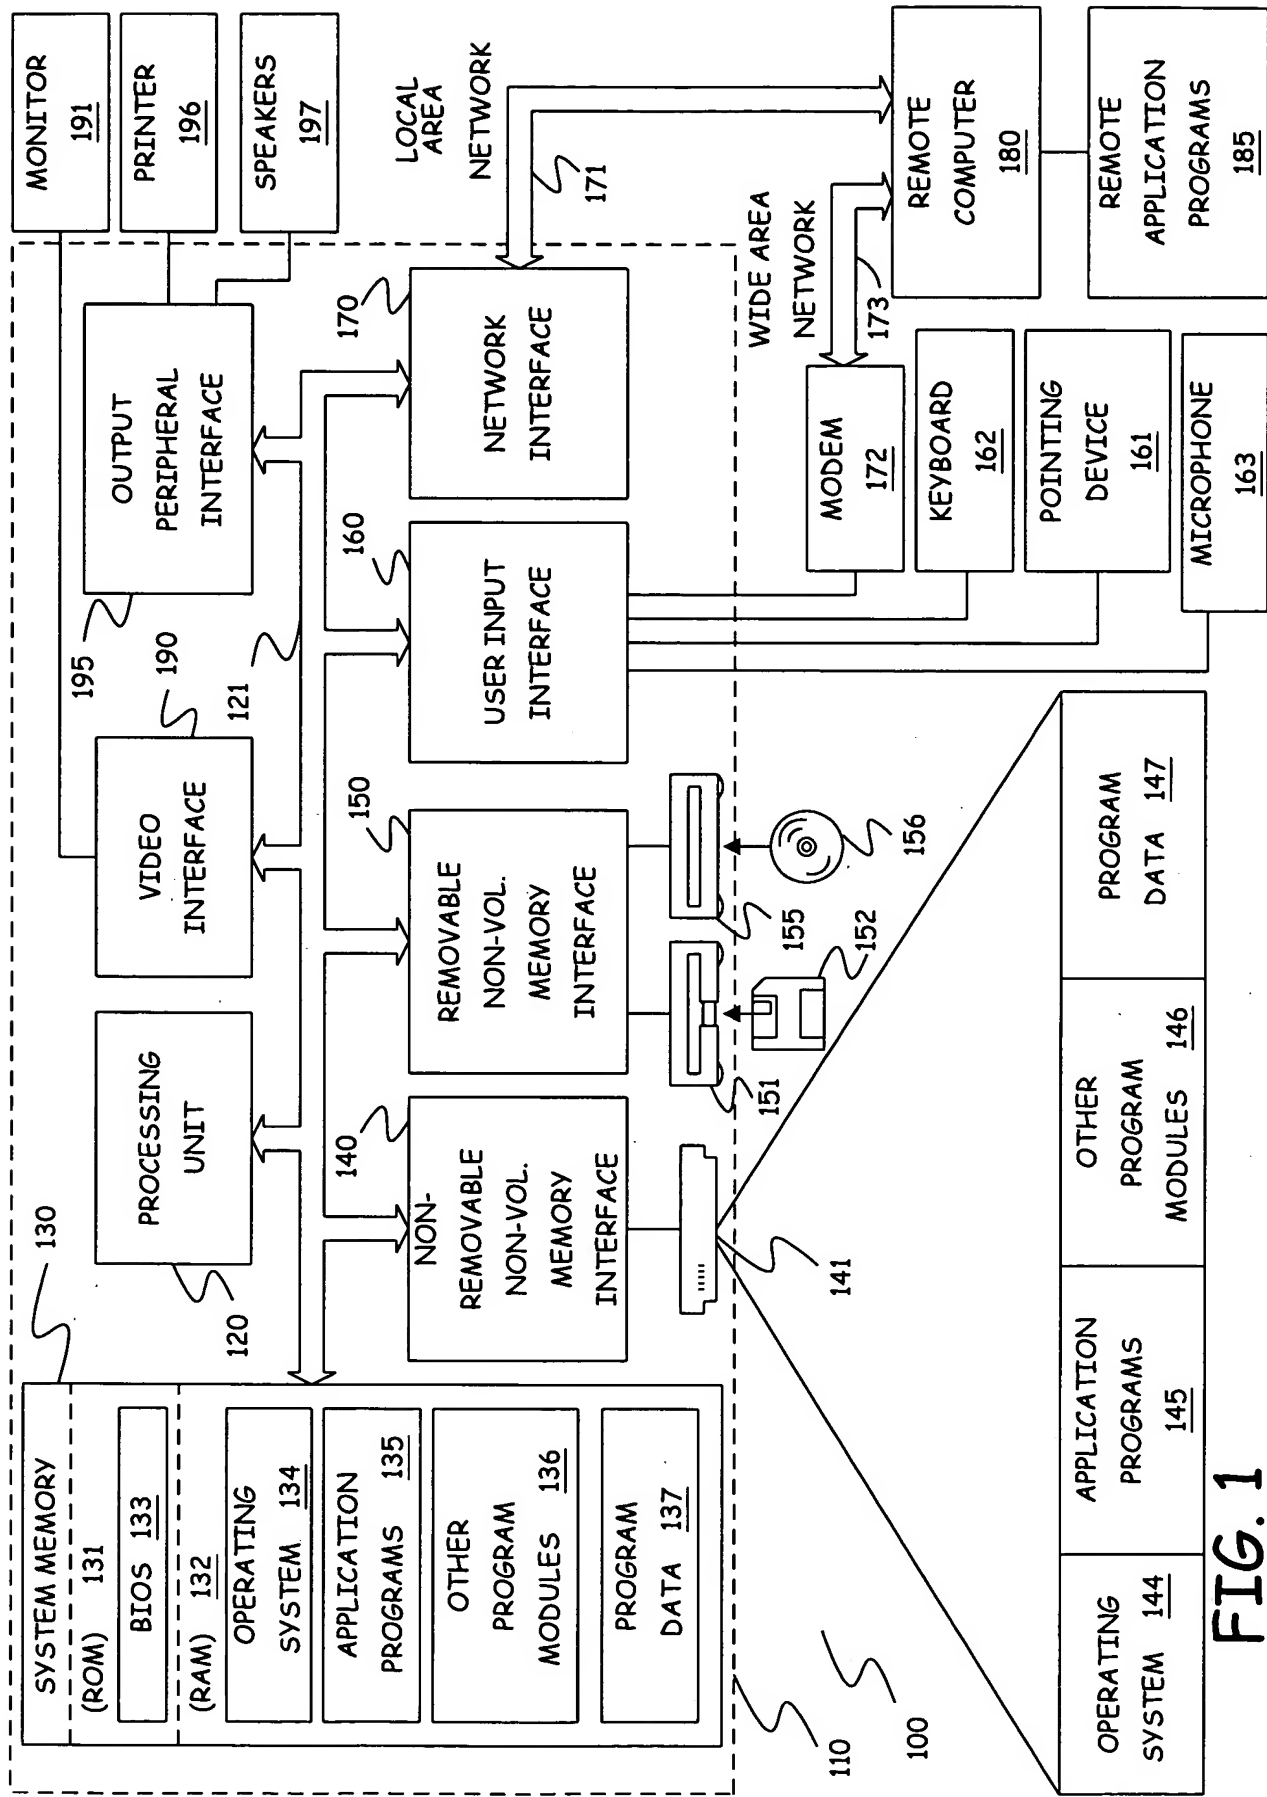 SYSTEM MEMORY
(ROM) 131
BIOS 133
(RAM) 132
OPERATING
SYSTEM 134
APPLICATION
PROGRAMS 135
OTHER
PROGRAM
MODULES 136
PROGRAM
DATA 137
130
PROCESSING
UNIT
120
VIDEO
INTERFACE
190
OUTPUT
PERIPHERAL
INTERFACE
195
121
MONITOR
191
PRINTER
196
SPEAKERS
197
NON-
REMOVABLE
NON-VOL.
MEMORY
INTERFACE
140
REMOVABLE
NON-VOL.
MEMORY
INTERFACE
150
USER INPUT
INTERFACE
160
NETWORK
INTERFACE
170
LOCAL
AREA
NETWORK
171
WIDE AREA
NETWORK
173
141
151
152
155
156
MODEM
172
KEYBOARD
162
POINTING
DEVICE
161
MICROPHONE
163
REMOTE
COMPUTER
180
REMOTE
APPLICATION
PROGRAMS
185
110
100
OPERATING
SYSTEM 144
APPLICATION
PROGRAMS
145
OTHER
PROGRAM
MODULES 146
PROGRAM
DATA 147
FIG. 1